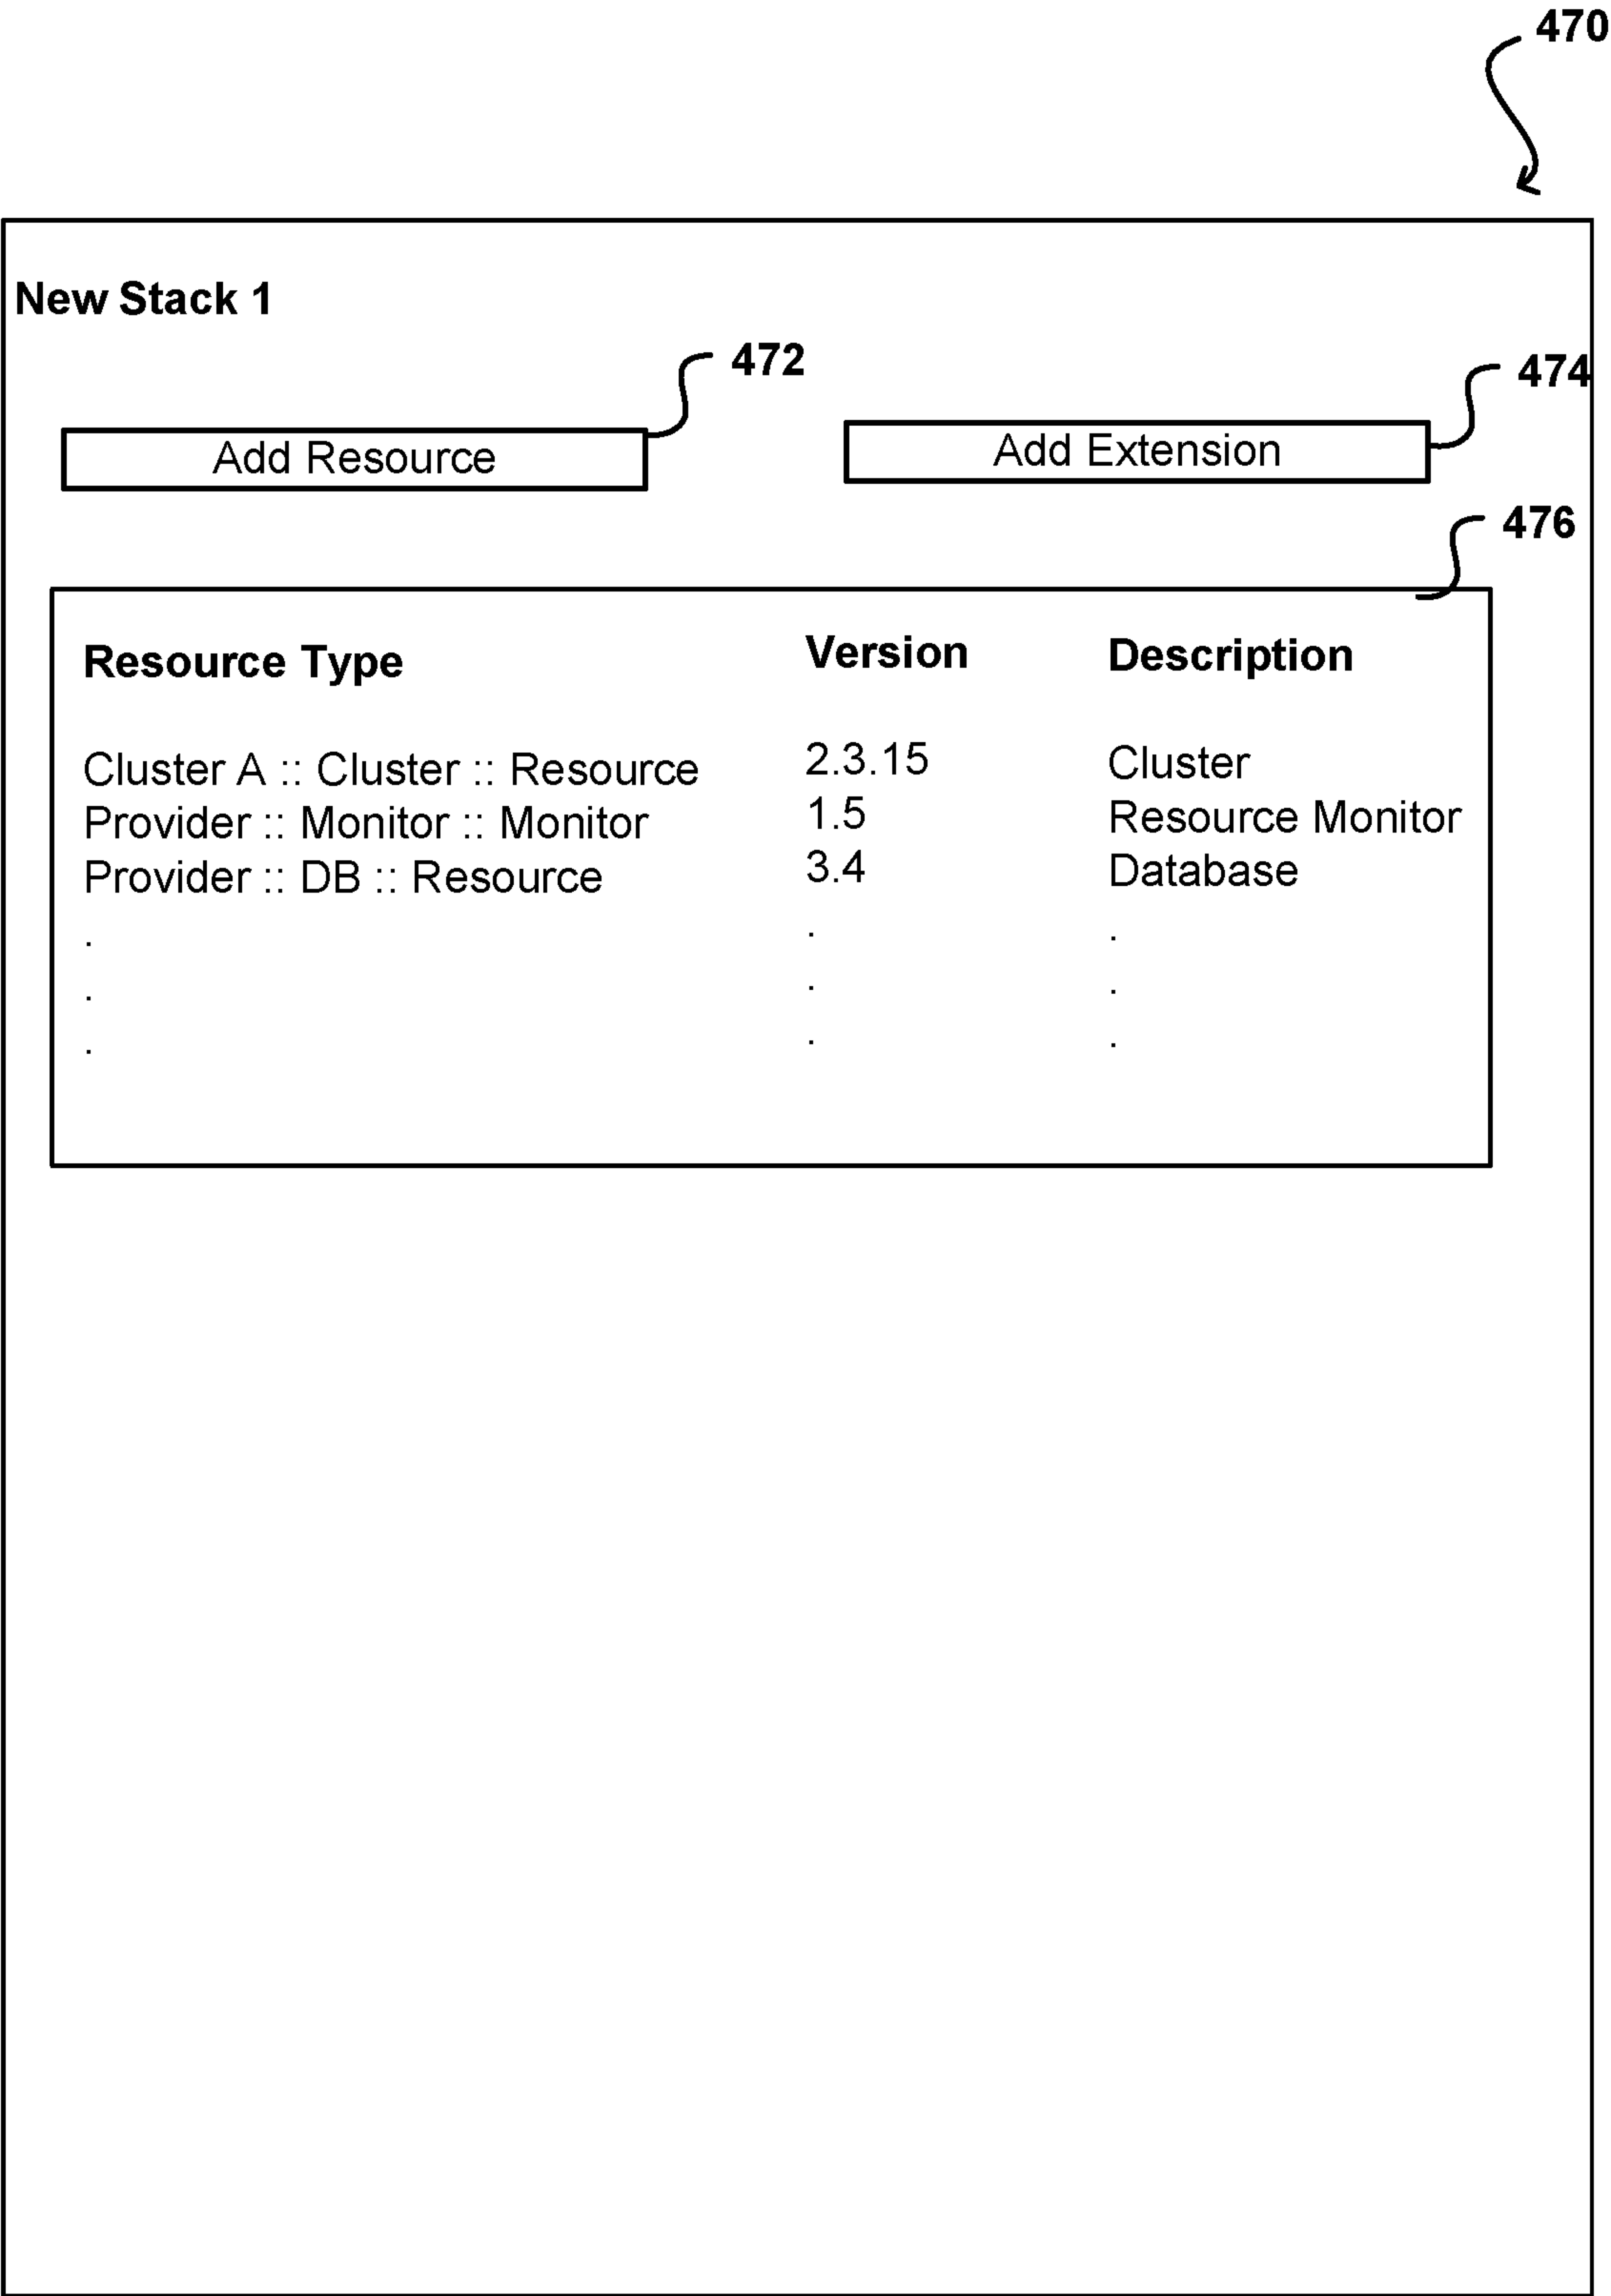 470
New Stack 1
472
474
Add Resource Add Extension
476
Resource Type Version Description
Cluster A :: Cluster :: Resource 2.3.15 Cluster
Provider :: Monitor :: Monitor 1.5 Resource Monitor
Provider :: DB :: Resource 3.4 Database
. . .
. . .
. . .